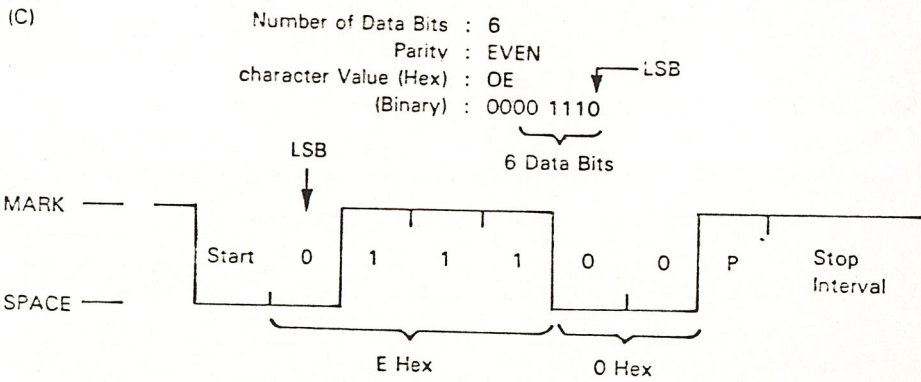 (C)
Number of Data Bits : 6
Parity : EVEN
character Value (Hex) : OE
LSB
(Binary) : 0000 1110
6 Data Bits
LSB
MARK
Start 0 1 1 1 0 0 P Stop
Interval
SPACE
E Hex 0 Hex